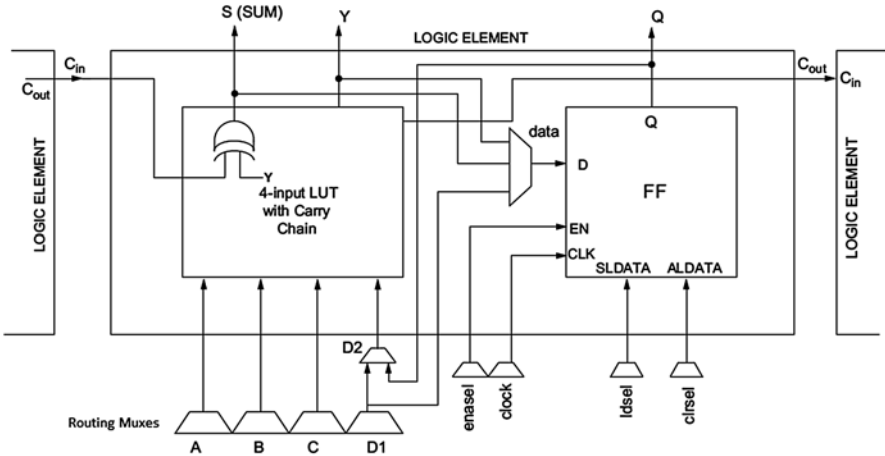 S (SUM)
Y
Q
LOGIC ELEMENT
Cin
Cout
Cout
Cin
LOGIC ELEMENT
Y
4-input LUT
with Carry
Chain
data
Q
D
FF
EN
CLK
SLDATA
ALDATA
LOGIC ELEMENT
D2
enasel
clock
ldsel
clrsel
Routing Muxes
A
B
C
D1